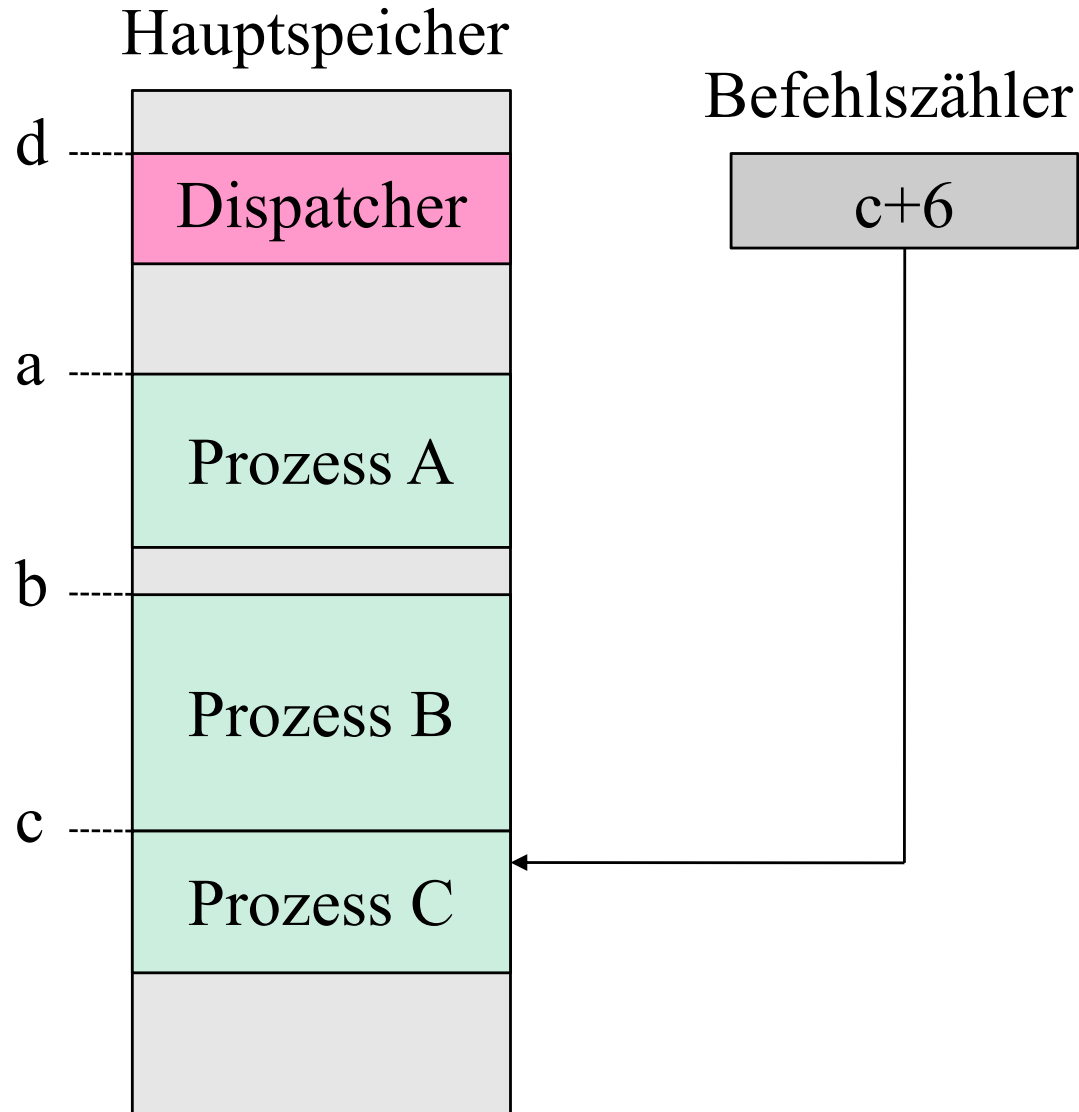 Hauptspeicher
Befehlszähler
d
Dispatcher
c+6
a
Prozess A
b
Prozess B
c
Prozess C